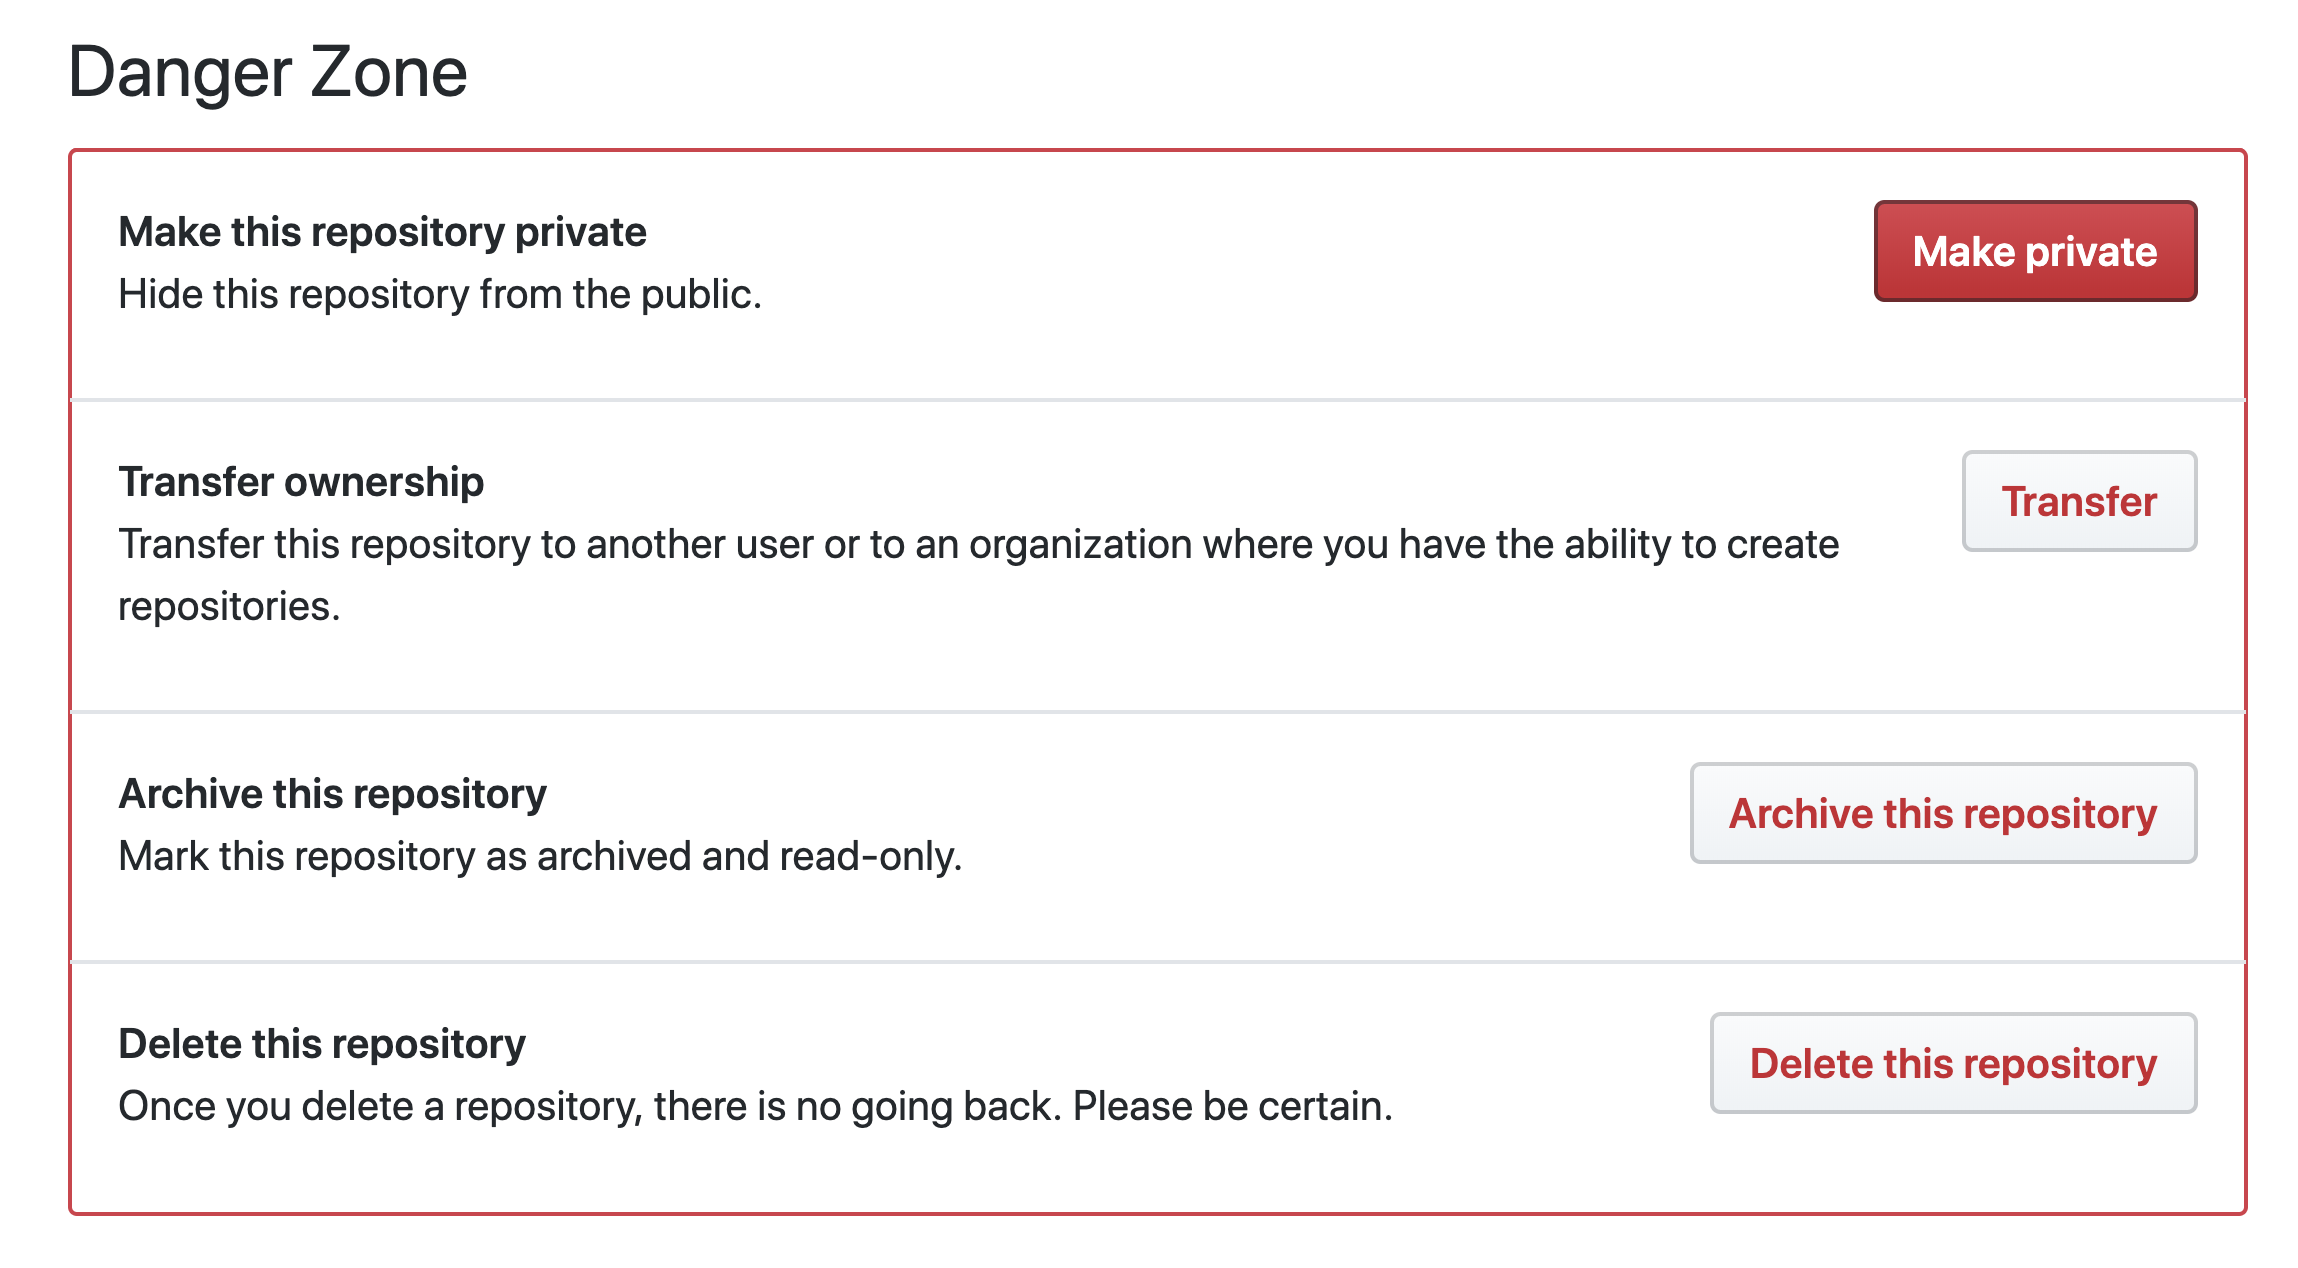 Danger Zone
Make this repository private
Hide this repository from the public.
Make private
Transfer ownership
Transfer this repository to another user or to an organization where you have the ability to create
repositories.
Transfer
Archive this repository
Mark this repository as archived and read-only.
Archive this repository
Delete this repository
Once you delete a repository, there is no going back. Please be certain.
Delete this repository